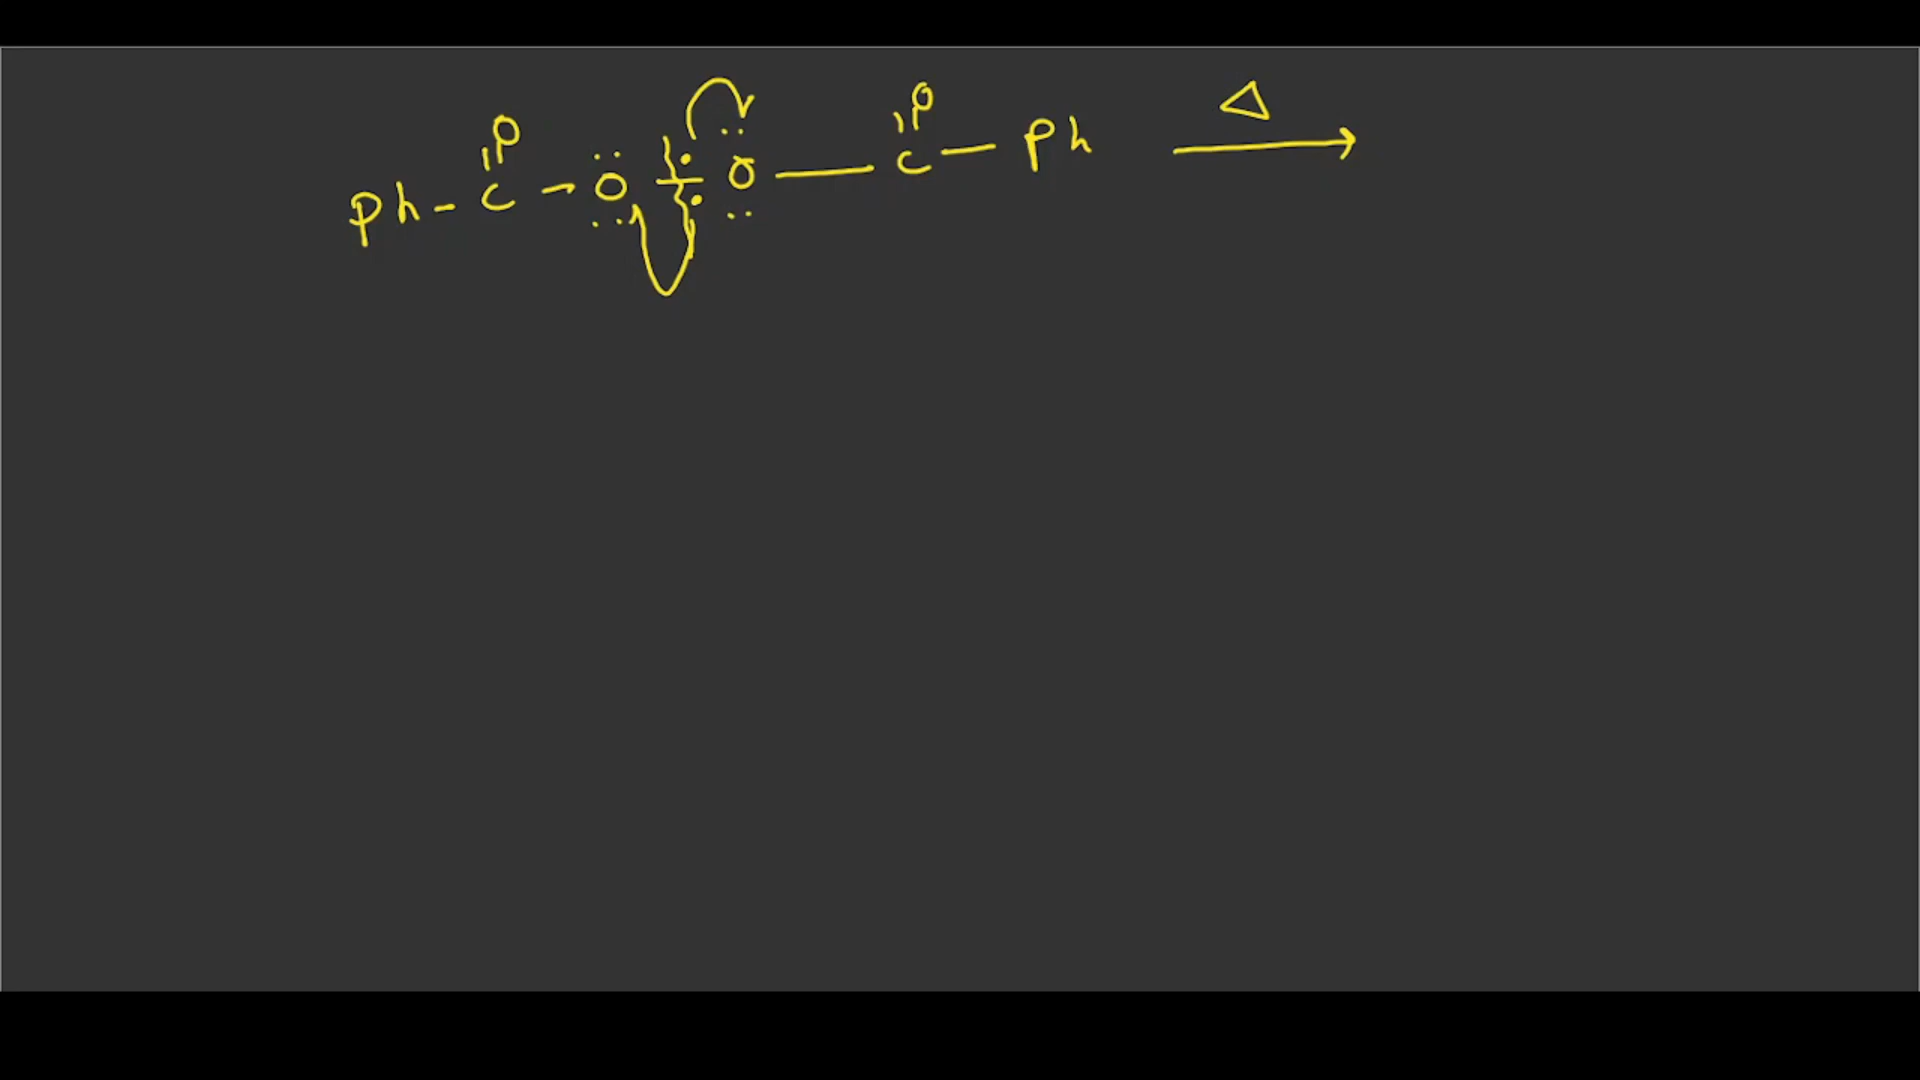 O O Δ
Ph - C - O - O - C - Ph →